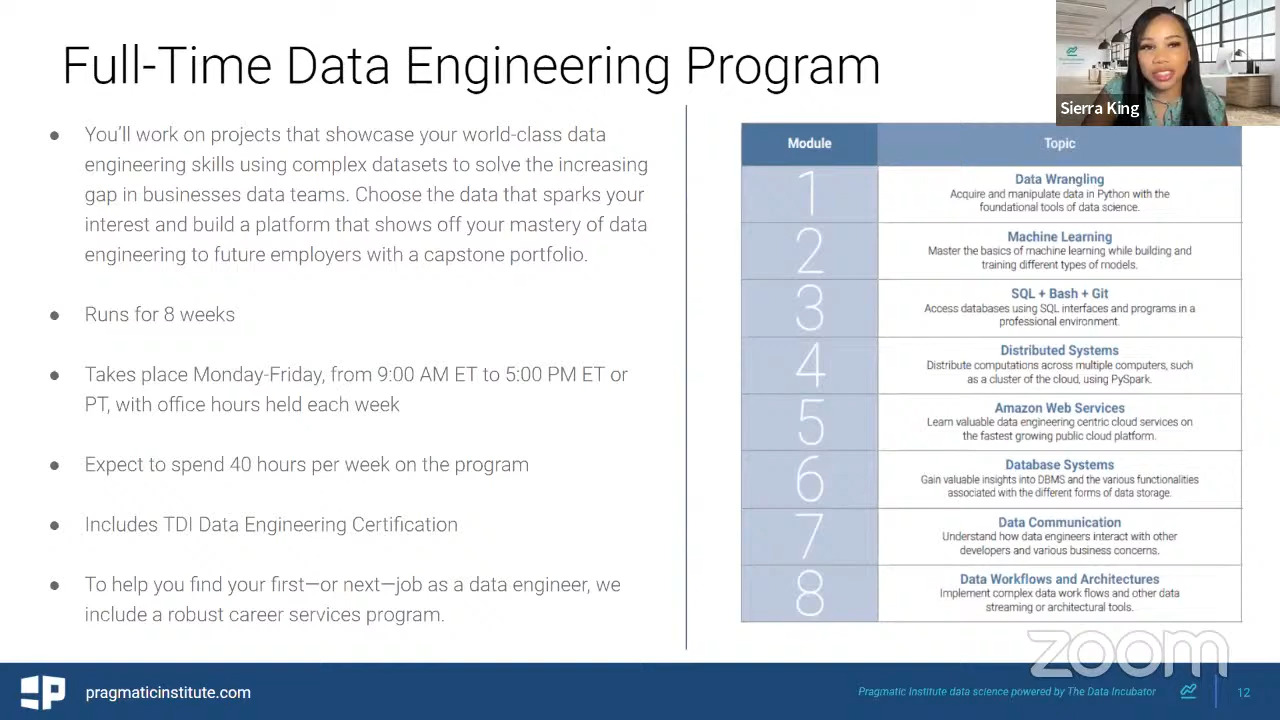 Full-Time Data Engineering Program
Sierra King
You'll work on projects that showcase your world-class data
engineering skills using complex datasets to solve the increasing
gap in businesses data teams. Choose the data that sparks your
interest and build a platform that shows off your mastery of data
engineering to future employers with a capstone portfolio.
Runs for 8 weeks
Takes place Monday-Friday, from 9:00 AM ET to 5:00 PM ET or
PT, with office hours held each week
Expect to spend 40 hours per week on the program
Includes TDI Data Engineering Certification
To help you find your first—or next—job as a data engineer, we
include a robust career services program.
Module Topic
1 Data Wrangling
Acquire and manipulate data in Python with the
foundational tools of data science.
2 Machine Learning
Master the basics of machine learning while building and
training different types of models.
3 SQL + Bash + Git
Access databases using SQL interfaces and programs in a
professional environment.
4 Distributed Systems
Distribute computations across multiple computers, such
as a cluster of the cloud, using PySpark.
5 Amazon Web Services
Learn valuable data engineering centric cloud services on
the fastest growing public cloud platform.
6 Database Systems
Gain valuable insights into DBMS and the various functionalities
associated with the different forms of data storage.
7 Data Communication
Understand how data engineers interact with other
developers and various business concerns.
8 Data Workflows and Architectures
Implement complex data work flows and other data
streaming or architectural tools.
zoom
pragmaticinstitute.com
Pragmatic Institute data science powered by The Data Incubator
12